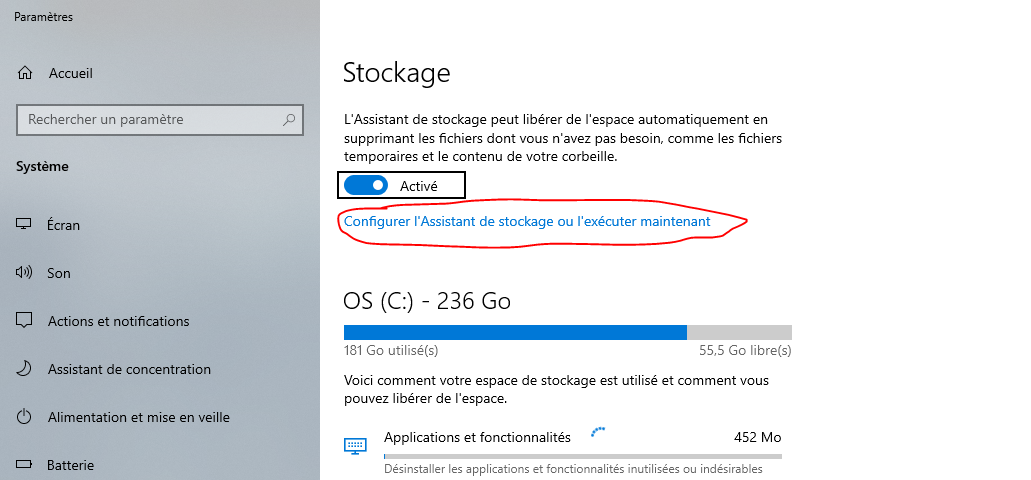 Paramètres
Accueil
Rechercher un paramètre
Système
Écran
Son
Actions et notifications
Assistant de concentration
Alimentation et mise en veille
Batterie
Stockage
L'Assistant de stockage peut libérer de l'espace automatiquement en
supprimant les fichiers dont vous n'avez pas besoin, comme les fichiers
temporaires et le contenu de votre corbeille.
Activé
Configurer l'Assistant de stockage ou l'exécuter maintenant
OS (C:) - 236 Go
181 Go utilisé(s) 55,5 Go libre(s)
Voici comment votre espace de stockage est utilisé et comment vous
pouvez libérer de l'espace.
Applications et fonctionnalités 452 Mo
Désinstaller les applications et fonctionnalités inutilisées ou indésirables